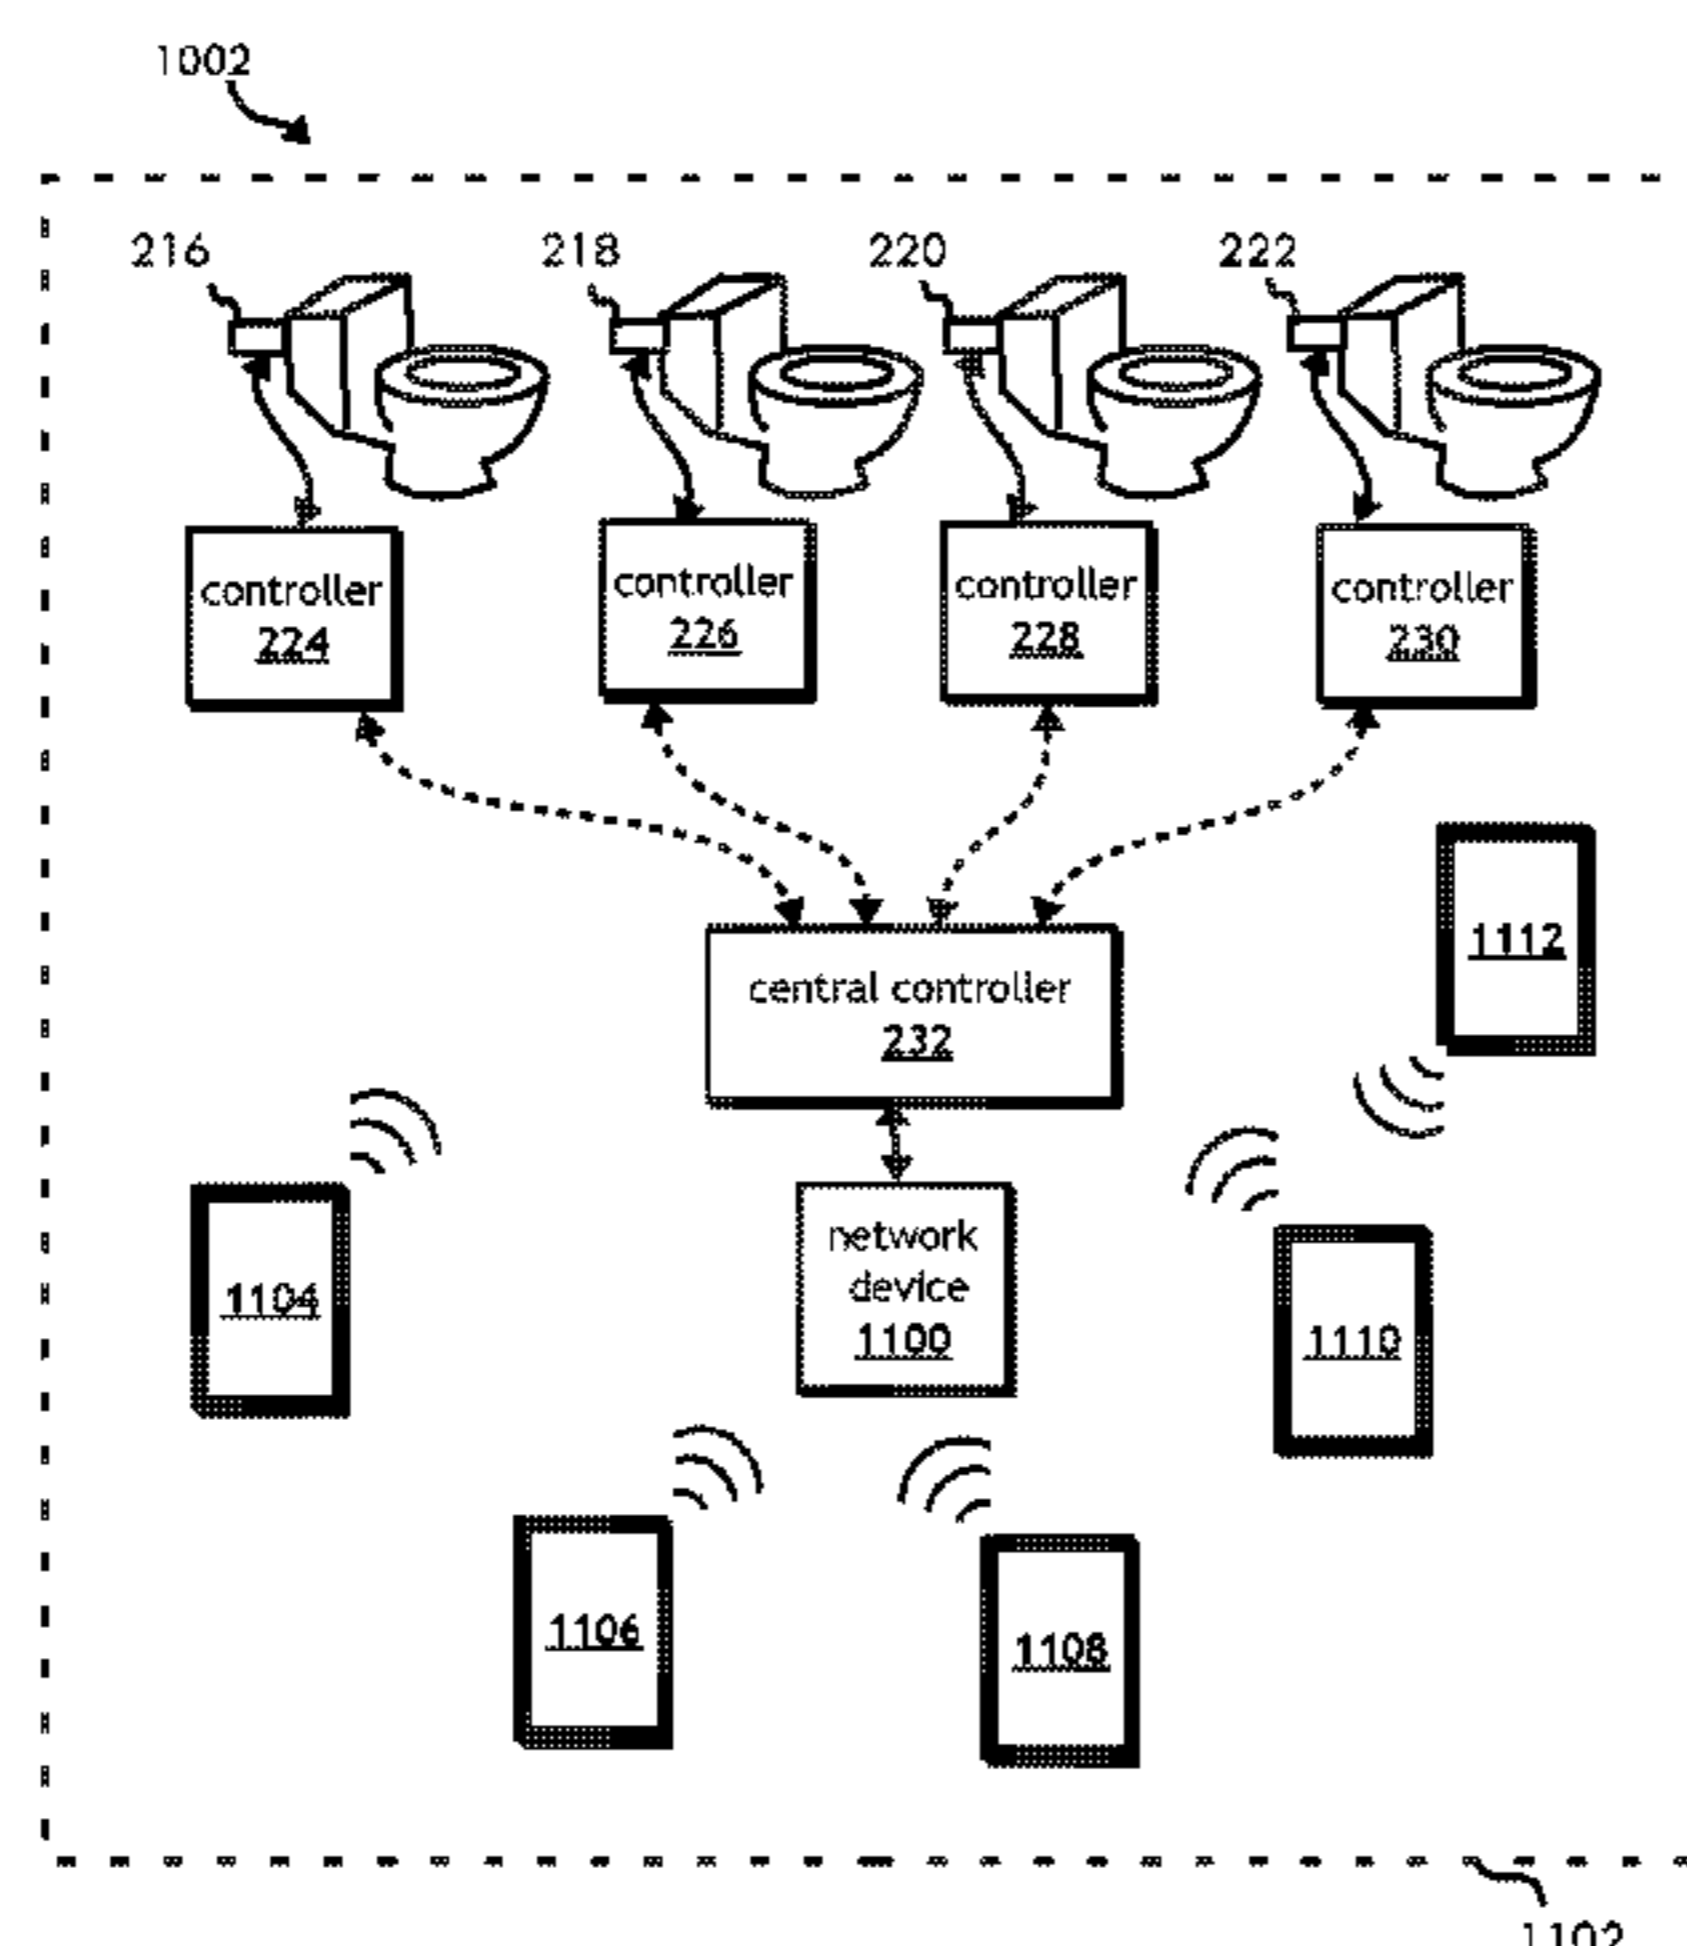 1002
216
218
220
222
controller
224
controller
226
controller
228
controller
230
central controller
232
1112
network
device
1100
1104
1110
1106
1108
1102